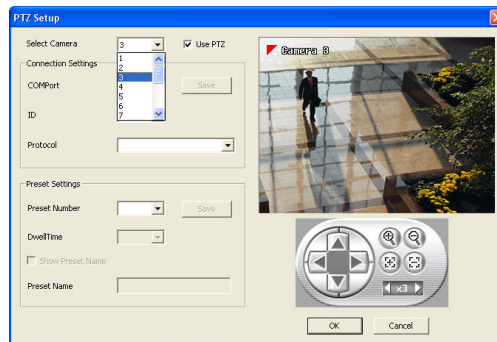 PTZ Setup
Select Camera
3
Use PTZ
1
2
3
4
5
6
7
Connection Settings
COMPort
Save
ID
Protocol
Preset Settings
Preset Number
Save
DwellTime
Show Preset Name
Preset Name
Camera 3
x3
OK
Cancel